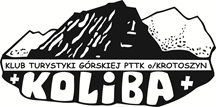 KLUB TURYSTYKI GÓRSKIEJ PTTK o/KROTOSZYN
KOLiBA